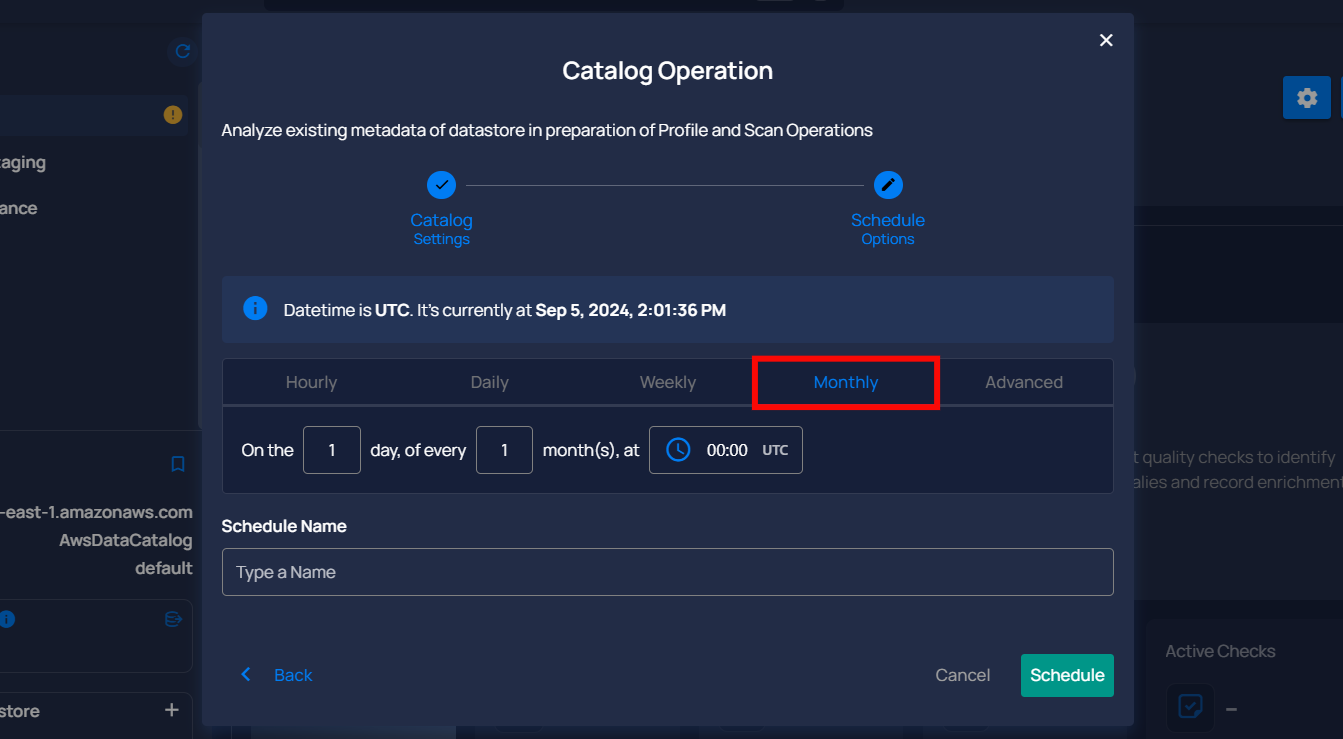 Catalog Operation
Analyze existing metadata of datastore in preparation of Profile and Scan Operations
Catalog
Settings
Schedule
Options
Datetime is UTC. It's currently at Sep 5, 2024, 2:01:36 PM
Hourly Daily Weekly Monthly Advanced
On the 1 day, of every 1 month(s), at 00:00 UTC
Schedule Name
Type a Name
Back Cancel Schedule
aging
ance
-east-1.amazonaws.com
AwsDataCatalog
default
store
t quality checks to identify
alies and record enrichment
Active Checks
–